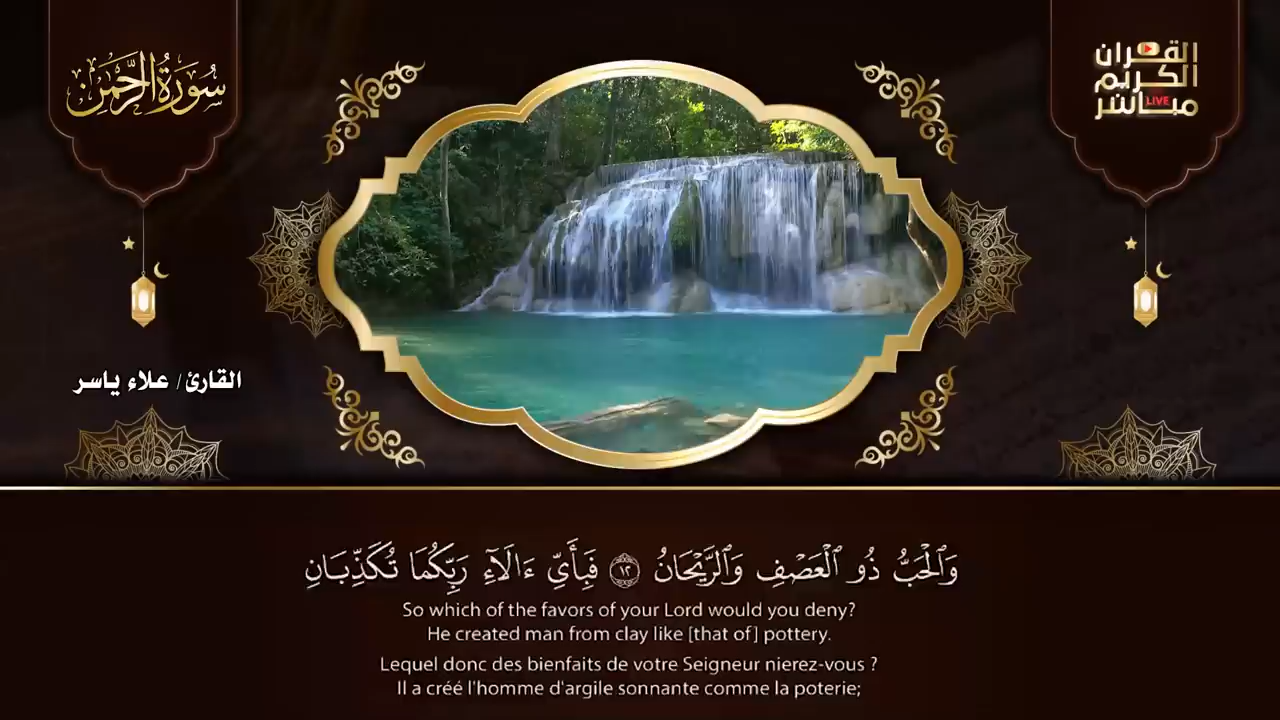 سُورَةُ الرَّحْمَٰن
القرآن
الكريم
مباشر
LIVE
القارئ/ علاء ياسر
وَٱلْحَبُّ ذُو ٱلْعَصْفِ وَٱلرَّيْحَانُ ١٢ فَبِأَيِّ ءَالَآءِ رَبِّكُمَا تُكَذِّبَانِ
So which of the favors of your Lord would you deny?
He created man from clay like [that of] pottery.
Lequel donc des bienfaits de votre Seigneur nierez-vous ?
Il a créé l'homme d'argile sonnante comme la poterie;